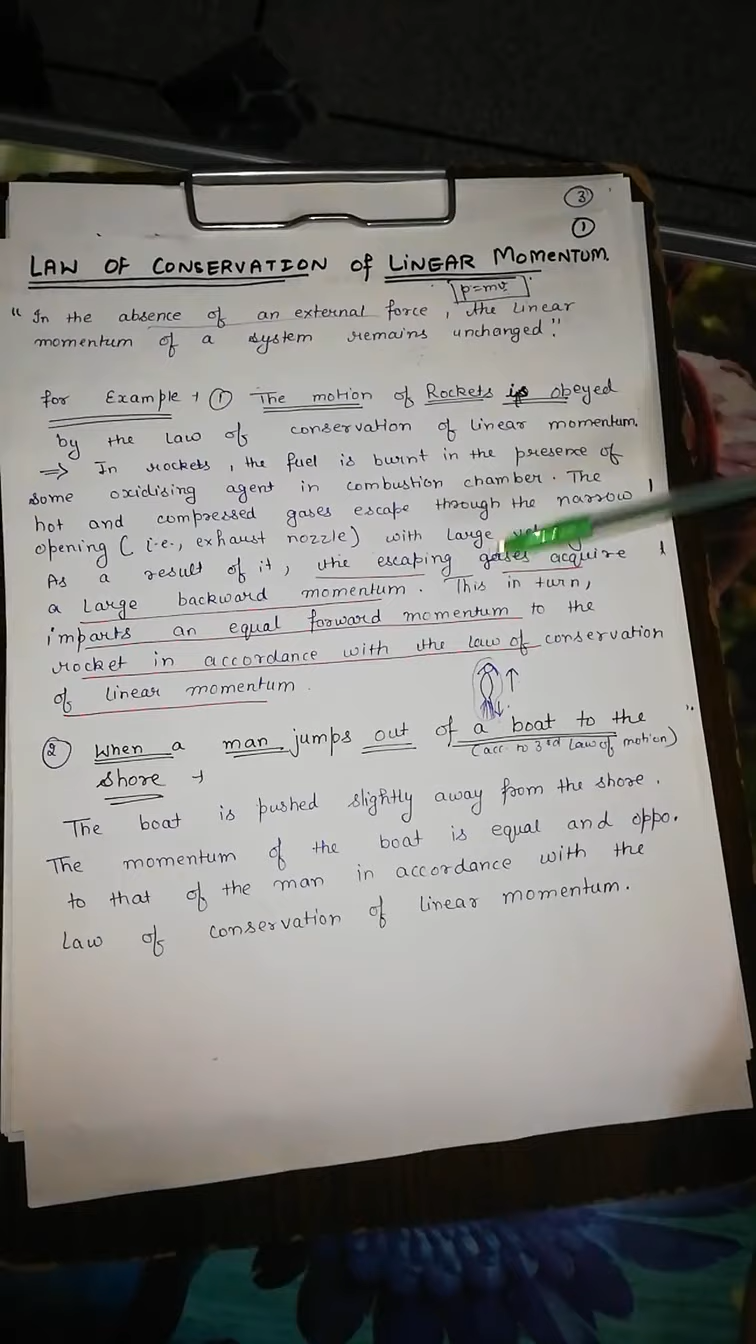 ③
①
LAW OF CONSERVATION of LINEAR MOMENTUM.
p=mv
" In the absence of an external force, the linear
momentum of a system remains unchanged."
for Example → ① The motion of Rockets is obeyed
by the law of conservation of linear momentum.
⇒ In rockets, the fuel is burnt in the presence of
some oxidising agent in combustion chamber. The
hot and compressed gases escape through the narrow
opening ( i.e., exhaust nozzle) with large
As a result of it, the escaping gases acquire
a large backward momentum. This in turn,
imparts an equal forward momentum to the
rocket in accordance with the law of conservation
of linear momentum.
② When a man jumps out of a boat to the
(acc. to 3rd law of motion)
shore →
The boat is pushed slightly away from the shore.
The momentum of the boat is equal and oppo.
to that of the man in accordance with the
law of conservation of linear momentum.